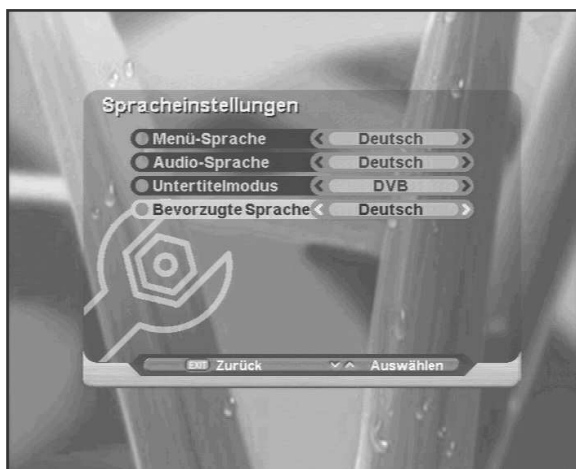 Spracheinstellungen
Menü-Sprache Deutsch
Audio-Sprache Deutsch
Untertitelmodus DVB
Bevorzugte Sprache Deutsch
EXIT Zurück Auswählen